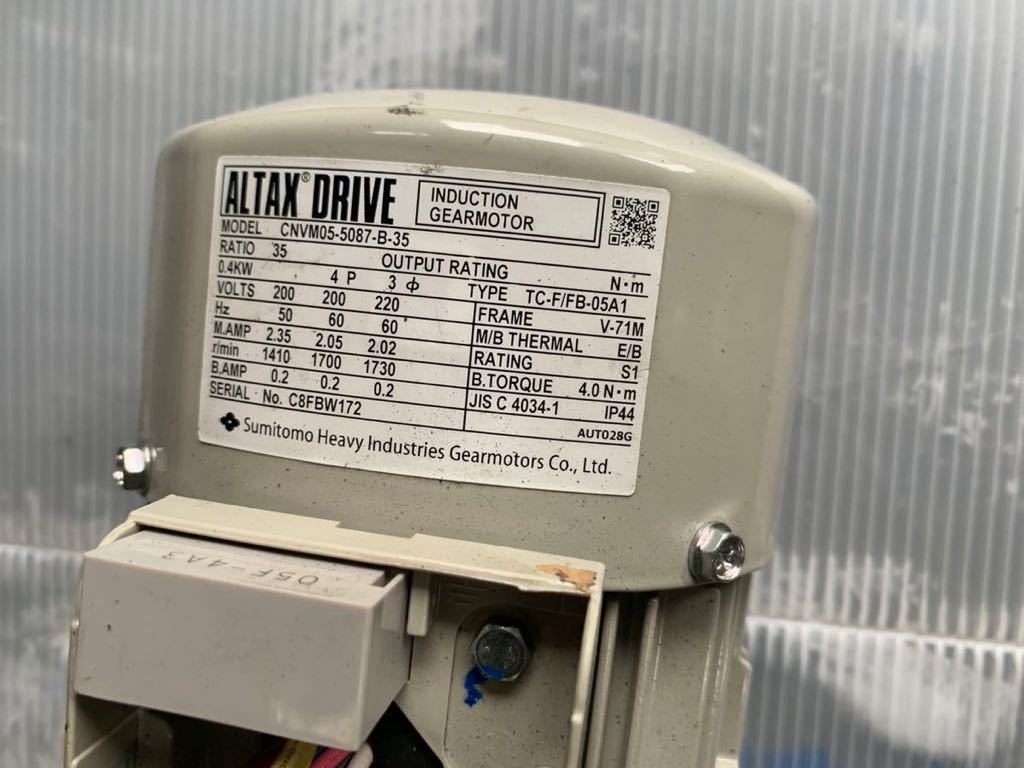 ALTAX® DRIVE
INDUCTION
GEARMOTOR
MODEL CNVM05-5087-B-35
RATIO 35 OUTPUT RATING N・m
0.4KW 4 P 3 ϕ TYPE TC-F/FB-05A1
VOLTS 200 200 220 FRAME V-71M
Hz 50 60 60 M/B THERMAL E/B
M.AMP 2.35 2.05 2.02 RATING S1
r/min 1410 1700 1730 B.TORQUE 4.0 N・m
B.AMP 0.2 0.2 0.2 JIS C 4034-1 IP44
SERIAL No. C8FBW172 AUT028G
Sumitomo Heavy Industries Gearmotors Co., Ltd.
05F-4A3